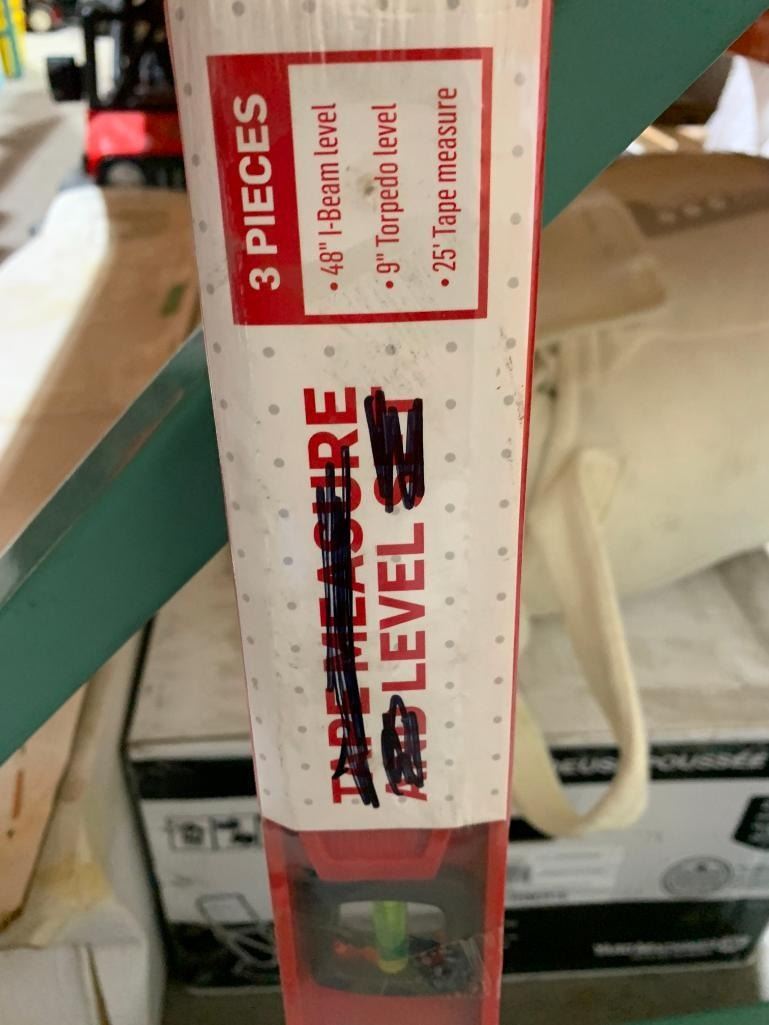 3 PIECES
• 48" I-Beam level
• 9" Torpedo level
• 25' Tape measure
TAPE MEASURE
AND LEVEL SET